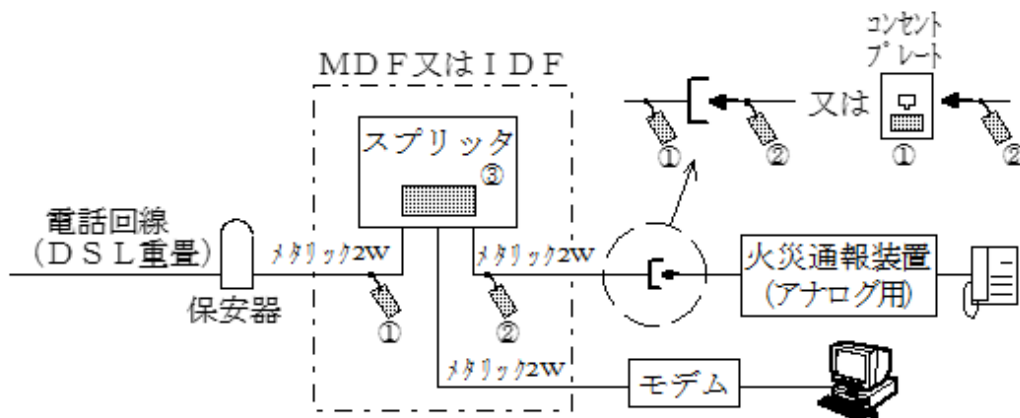 コンセント
プレート
MDF又はIDF
又は
①
②
①
②
スプリッタ
③
電話回線
(DSL重畳)
メタリック2W
メタリック2W
火災通報装置
(アナログ用)
保安器
①
②
メタリック2W
モデム